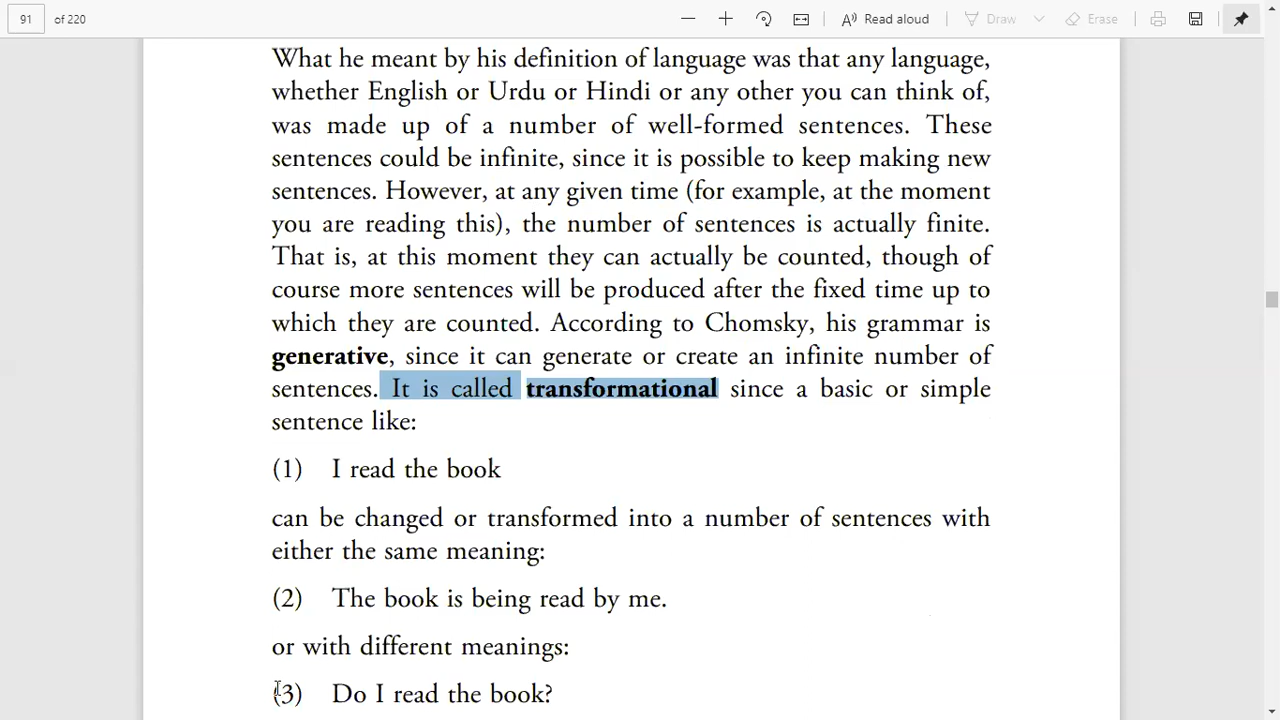 91 of 220 Read aloud Draw Erase
What he meant by his definition of language was that any language,
whether English or Urdu or Hindi or any other you can think of,
was made up of a number of well-formed sentences. These
sentences could be infinite, since it is possible to keep making new
sentences. However, at any given time (for example, at the moment
you are reading this), the number of sentences is actually finite.
That is, at this moment they can actually be counted, though of
course more sentences will be produced after the fixed time up to
which they are counted. According to Chomsky, his grammar is
generative, since it can generate or create an infinite number of
sentences. It is called transformational since a basic or simple
sentence like:
(1) I read the book
can be changed or transformed into a number of sentences with
either the same meaning:
(2) The book is being read by me.
or with different meanings:
(3) Do I read the book?